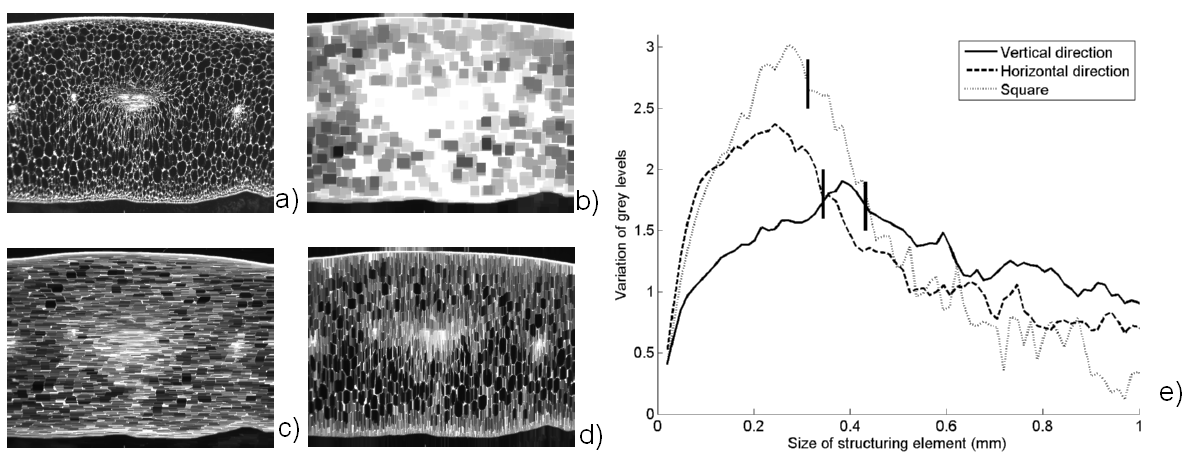 a)
b)
c)
d)
3
2.5
2
1.5
1
0.5
0
Variation of grey levels
Vertical direction
Horizontal direction
Square
0
0.2
0.4
0.6
0.8
1
Size of structuring element (mm)
e)